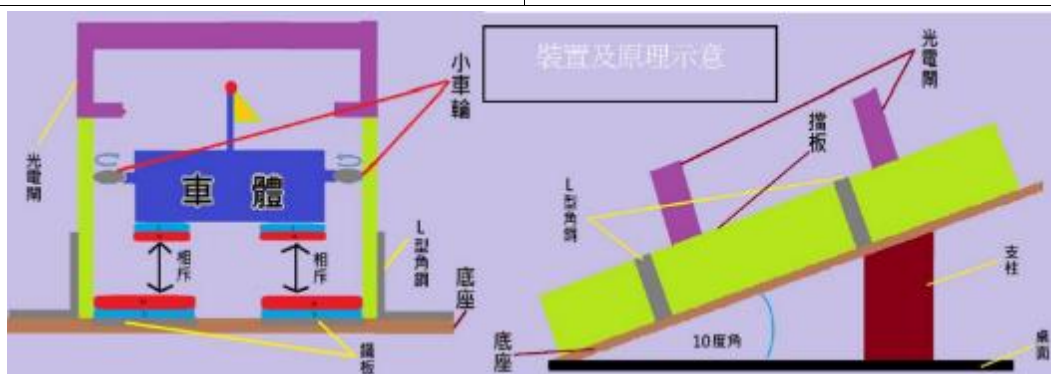 光電閘
小車輪
車 體
相斥
相斥
L型角鋼
底座
鐵板
裝置及原理示意
光電閘
擋板
L型角鋼
支柱
底座
10度角
桌面